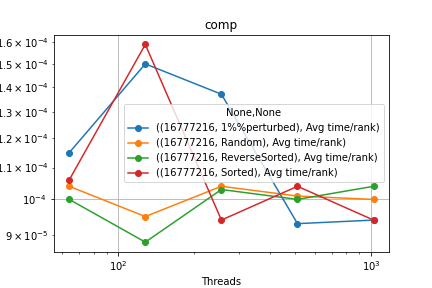 comp
1.6 × 10⁻⁴
1.5 × 10⁻⁴
1.4 × 10⁻⁴
1.3 × 10⁻⁴
1.2 × 10⁻⁴
1.1 × 10⁻⁴
10⁻⁴
9 × 10⁻⁵
None,None
((16777216, 1%%perturbed), Avg time/rank)
((16777216, Random), Avg time/rank)
((16777216, ReverseSorted), Avg time/rank)
((16777216, Sorted), Avg time/rank)
10² 10³
Threads